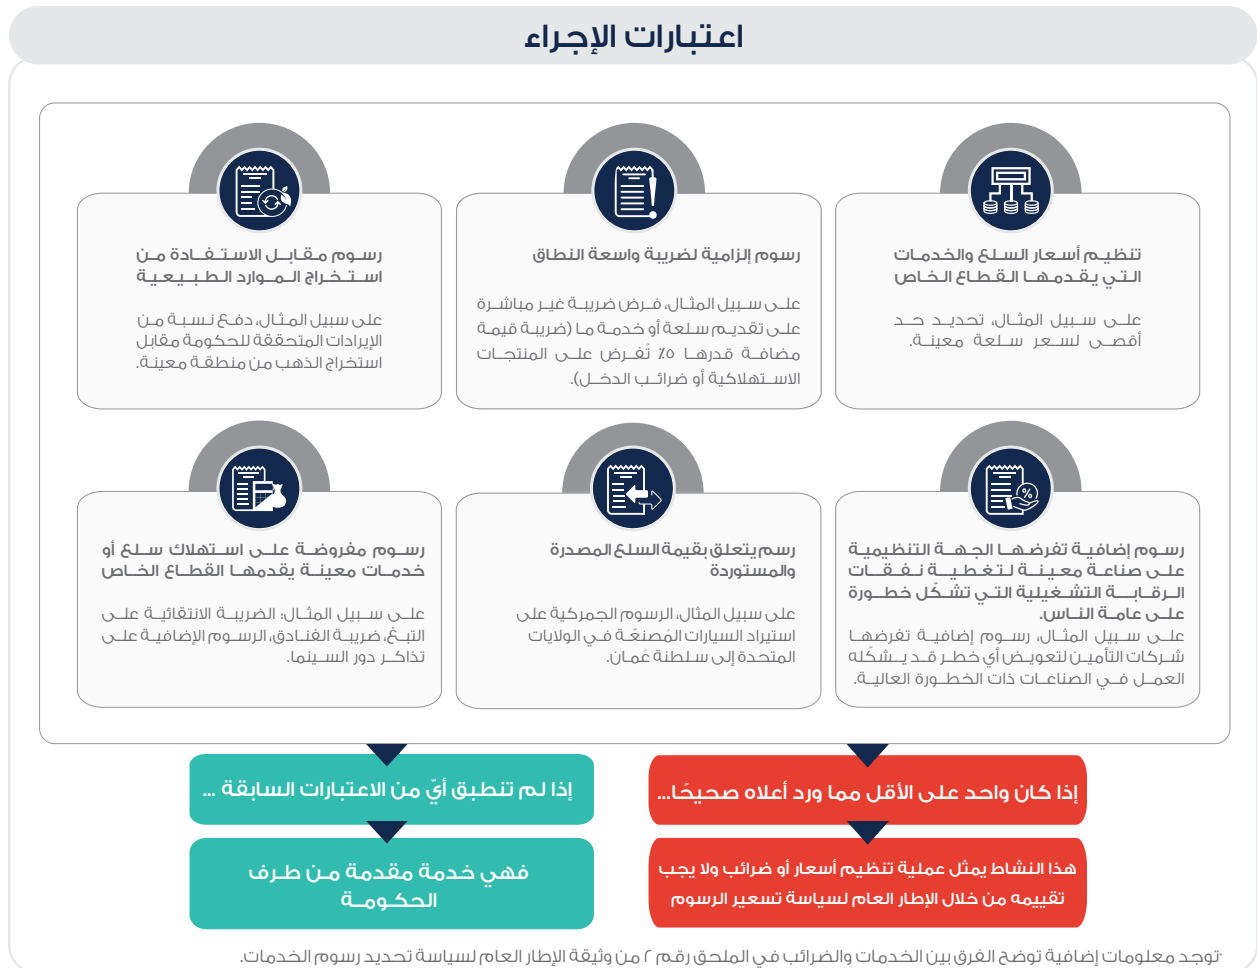 اعتبارات الإجراء
تنظيم أسعار السلع والخدمات
التي يقدمها القطاع الخاص
على سبيل المثال، تحديد حد
أقصى لسعر سلعة معينة.
رسوم إلزامية لضريبة واسعة النطاق
على سبيل المثال، فرض ضريبة غير مباشرة
على تقديم سلعة أو خدمة ما (ضريبة قيمة
مضافة قدرها ٥٪ تُفرض على المنتجات
الاستهلاكية أو ضرائب الدخل).
رسوم مقابل الاستفادة من
استخراج الموارد الطبيعية
على سبيل المثال، دفع نسبة من
الإيرادات المتحققة للحكومة مقابل
استخراج الذهب من منطقة معينة.
رسوم إضافية تفرضها الجهة التنظيمية
على صناعة معينة لتغطية نفقات
الرقابة التشغيلية التي تشكّل خطورة
على عامة الناس.
على سبيل المثال، رسوم إضافية تفرضها
شركات التأمين لتعويض أي خطر قد يشكّله
العمل في الصناعات ذات الخطورة العالية.
رسم يتعلق بقيمة السلع المصدرة
والمستوردة
على سبيل المثال، الرسوم الجمركية على
استيراد السيارات المُصنعّة في الولايات
المتحدة إلى سلطنة عُمان.
رسوم مفروضة على استهلاك سلع أو
خدمات معينة يقدمها القطاع الخاص
على سبيل المثال: الضريبة الانتقائية على
التبغ، ضريبة الفنادق، الرسوم الإضافية على
تذاكر دور السينما.
إذا كان واحد على الأقل مما ورد أعلاه صحيحًا...
هذا النشاط يمثل عملية تنظيم أسعار أو ضرائب ولا يجب
تقييمه من خلال الإطار العام لسياسة تسعير الرسوم
إذا لم تنطبق أيّ من الاعتبارات السابقة ...
فهي خدمة مقدمة من طرف
الحكومة
·توجد معلومات إضافية توضح الفرق بين الخدمات والضرائب في الملحق رقم ٢ من وثيقة الإطار العام لسياسة تحديد رسوم الخدمات.